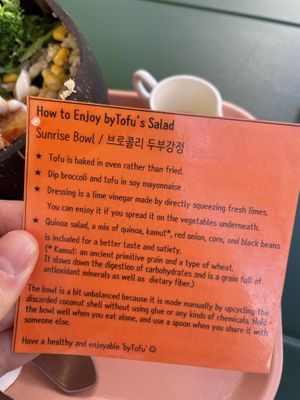 How to Enjoy byTofu's Salad
Sunrise Bowl / 브로콜리 두부강정
★ Tofu is baked in oven rather than fried.
★ Dip broccoli and tofu in soy mayonnaise .
★ Dressing is a lime vinegar made by directly squeezing fresh limes.
You can enjoy it if you spread it on the vegetables underneath.
★ Quinoa salad, a mix of quinoa, kamut*, red onion, corn, and black beans
is included for a better taste and satiety.
(* Kamut: an ancient primitive grain and a type of wheat.
It slows down the digestion of carbohydrates and is a grain full of
antioxidant minerals as well as dietary fiber.)
The bowl is a bit unbalanced because it is made manually by upcycling the
discarded coconut shell without using glue or any kinds of chemicals. Hold
the bowl well when you eat alone, and use a spoon when you share it with
someone else.
Have a healthy and enjoyable 'byTofu' ☺